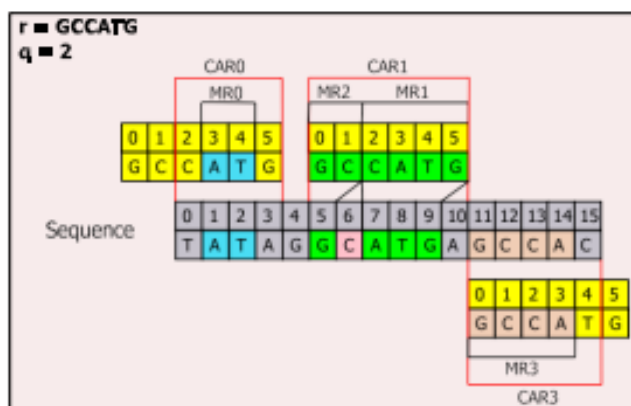 r = GCCATG
q = 2
CAR0 CAR1
MR0 MR2 MR1
0 1 2 3 4 5 0 1 2 3 4 5
G C C A T G G C C A T G
0 1 2 3 4 5 6 7 8 9 10 11 12 13 14 15
Sequence
T A T A G G C A T G A G C C A C
0 1 2 3 4 5
G C C A T G
MR3
CAR3